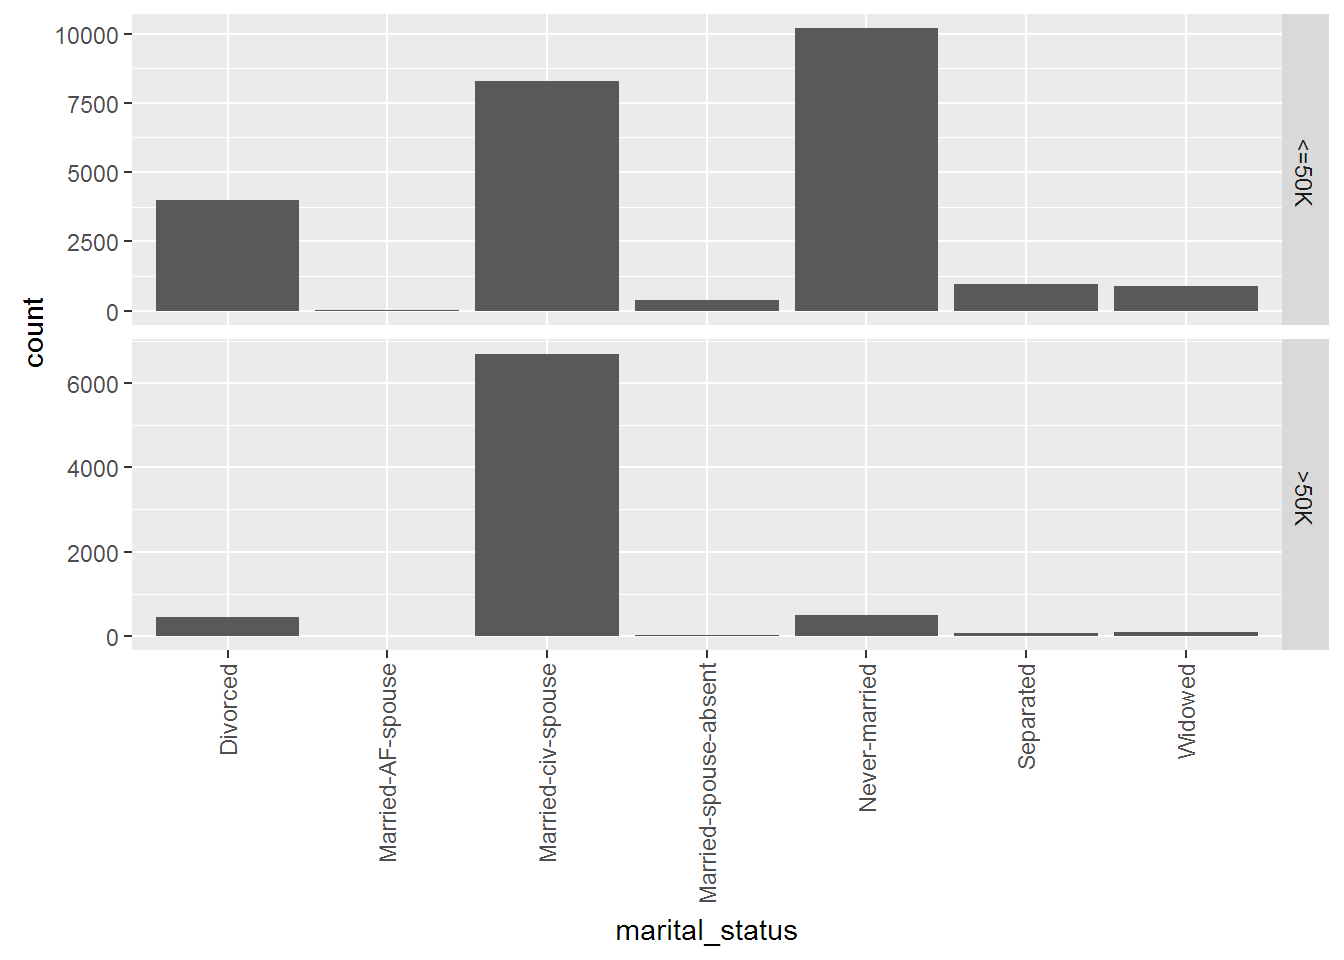 10000
7500
5000
2500
0
<=50K
count
6000
4000
2000
0
>50K
Divorced
Married-AF-spouse
Married-civ-spouse
Married-spouse-absent
Never-married
Separated
Widowed
marital_status